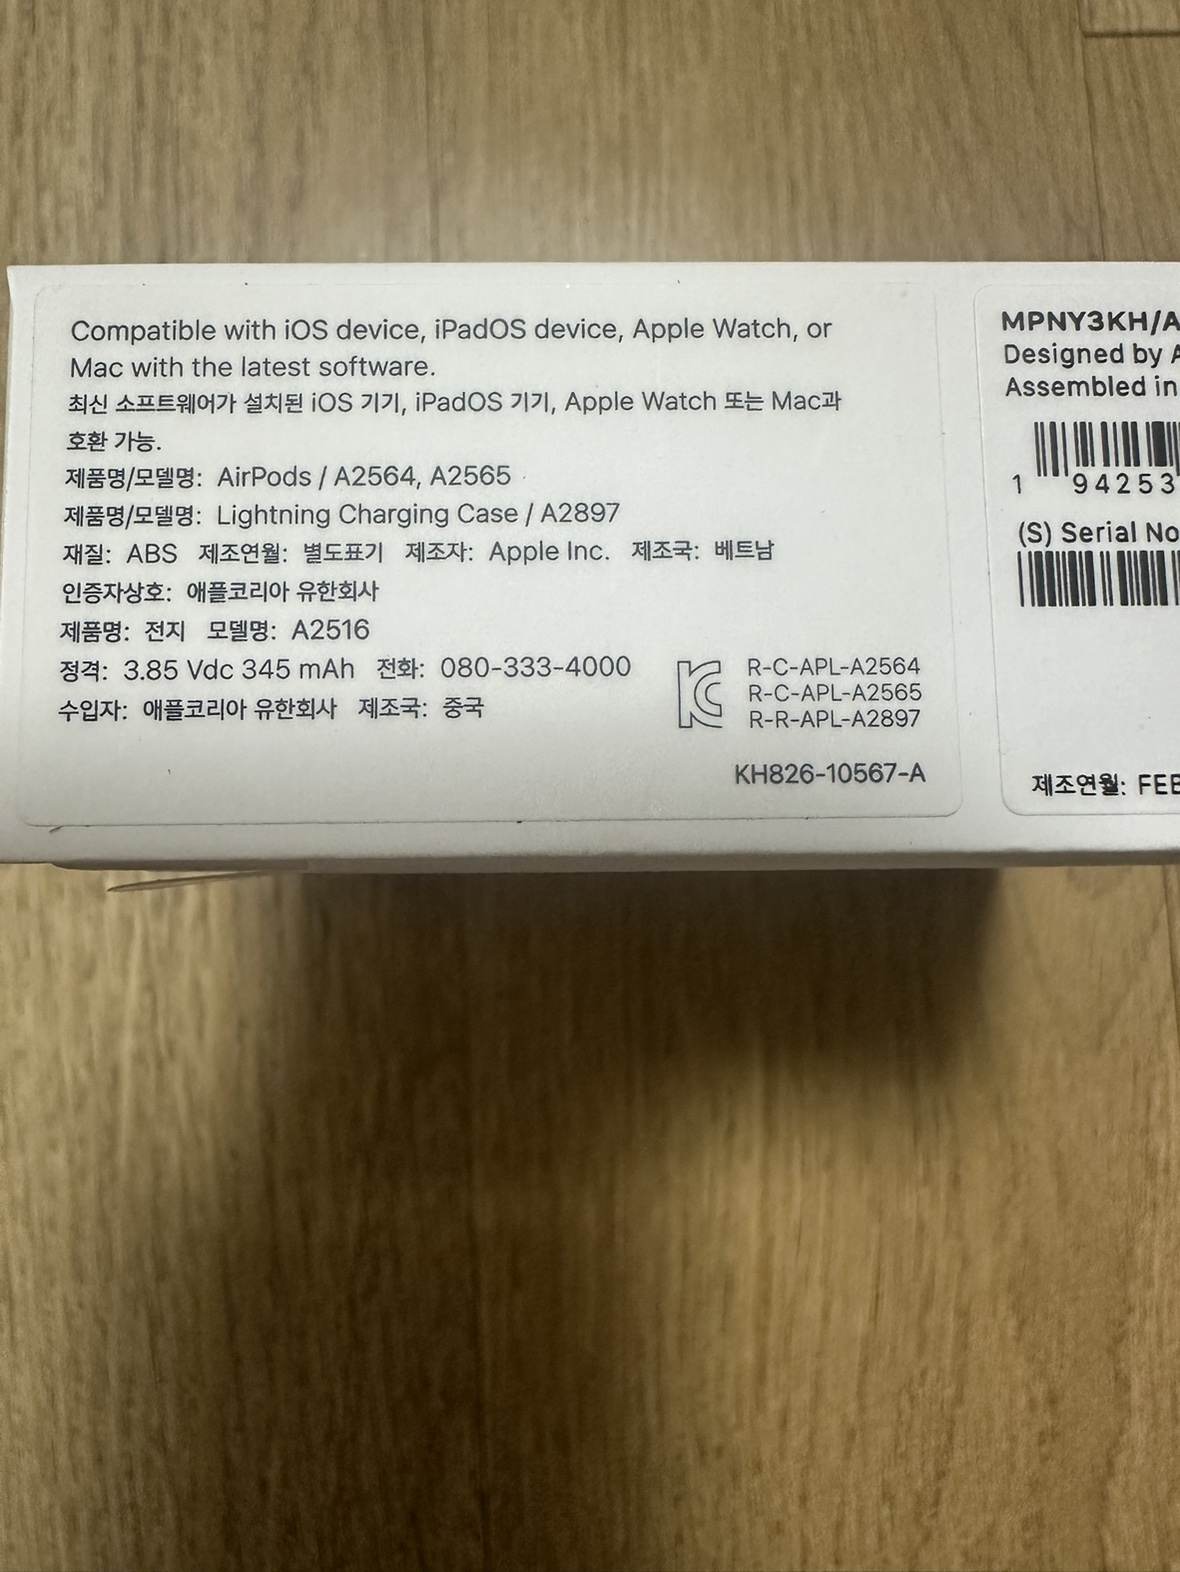 Compatible with iOS device, iPadOS device, Apple Watch, or
Mac with the latest software.
최신 소프트웨어가 설치된 iOS 기기, iPadOS 기기, Apple Watch 또는 Mac과
호환 가능.
제품명/모델명: AirPods / A2564, A2565
제품명/모델명: Lightning Charging Case / A2897
재질: ABS 제조연월: 별도표기 제조자: Apple Inc. 제조국: 베트남
인증자상호: 애플코리아 유한회사
제품명: 전지 모델명: A2516
정격: 3.85 Vdc 345 mAh 전화: 080-333-4000
수입자: 애플코리아 유한회사 제조국: 중국
R-C-APL-A2564
R-C-APL-A2565
R-R-APL-A2897
KH826-10567-A
MPNY3KH/A
Designed by
Assembled in
1 94253
(S) Serial No
제조연월: FEB